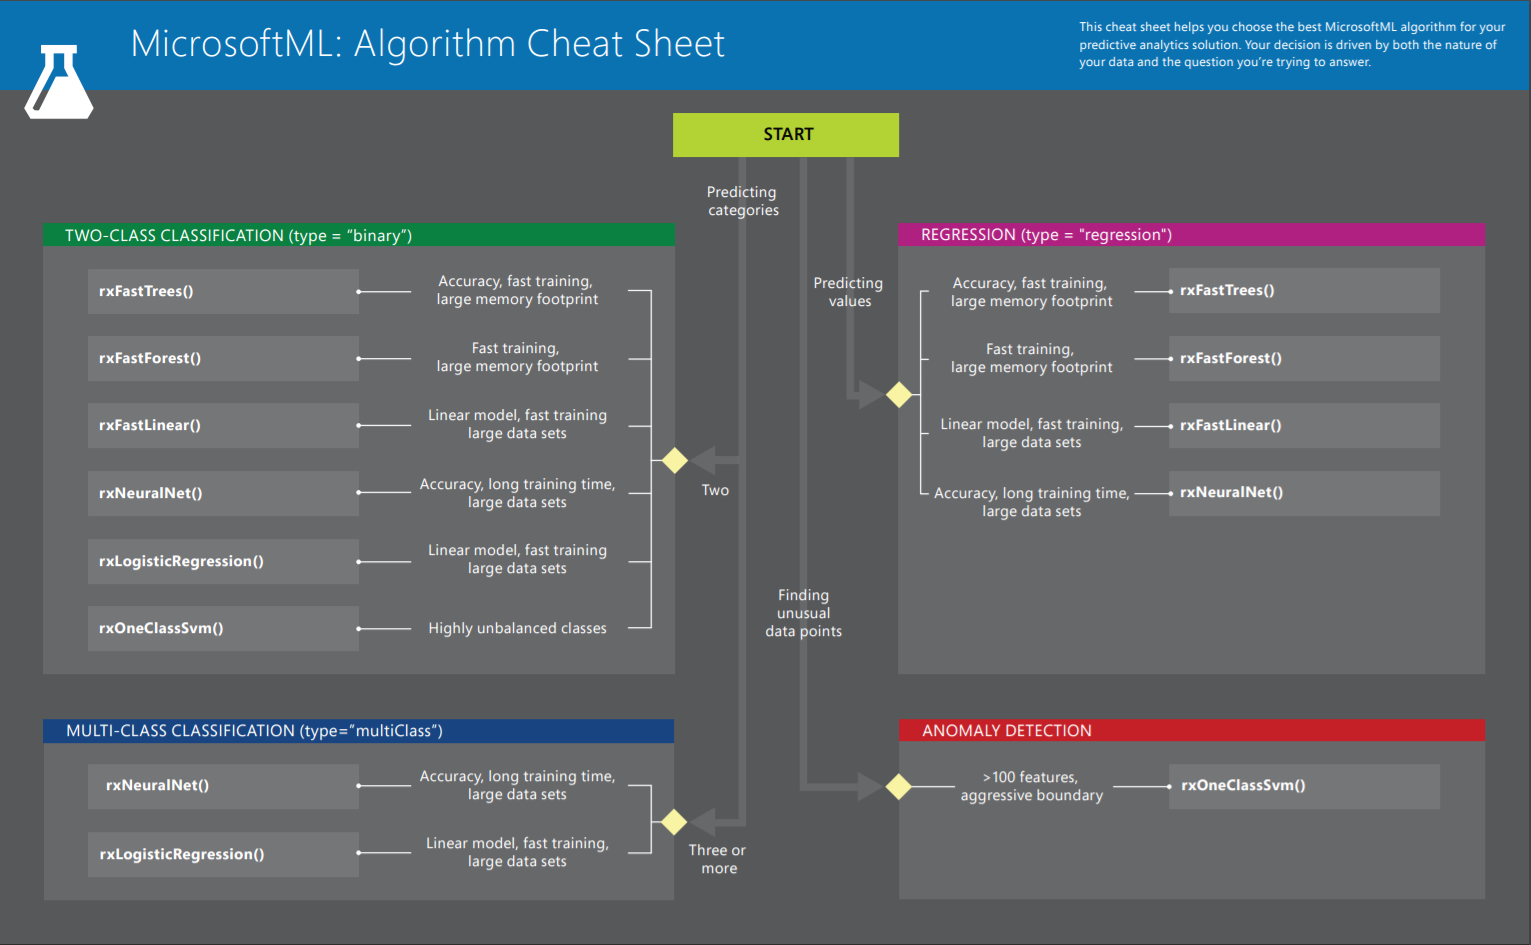 MicrosoftML: Algorithm Cheat Sheet
This cheat sheet helps you choose the best MicrosoftML algorithm for your
predictive analytics solution. Your decision is driven by both the nature of
your data and the question you're trying to answer.
START
Predicting
categories
TWO-CLASS CLASSIFICATION (type = "binary")
rxFastTrees()
Accuracy, fast training,
large memory footprint
rxFastForest()
Fast training,
large memory footprint
rxFastLinear()
Linear model, fast training
large data sets
rxNeuralNet()
Accuracy, long training time,
large data sets
rxLogisticRegression()
Linear model, fast training
large data sets
rxOneClassSvm()
Highly unbalanced classes
Two
Predicting
values
REGRESSION (type = "regression")
Accuracy, fast training,
large memory footprint
rxFastTrees()
Fast training,
large memory footprint
rxFastForest()
Linear model, fast training,
large data sets
rxFastLinear()
Accuracy, long training time,
large data sets
rxNeuralNet()
Finding
unusual
data points
MULTI-CLASS CLASSIFICATION (type="multiClass")
rxNeuralNet()
Accuracy, long training time,
large data sets
rxLogisticRegression()
Linear model, fast training,
large data sets
Three or
more
ANOMALY DETECTION
>100 features,
aggressive boundary
rxOneClassSvm()